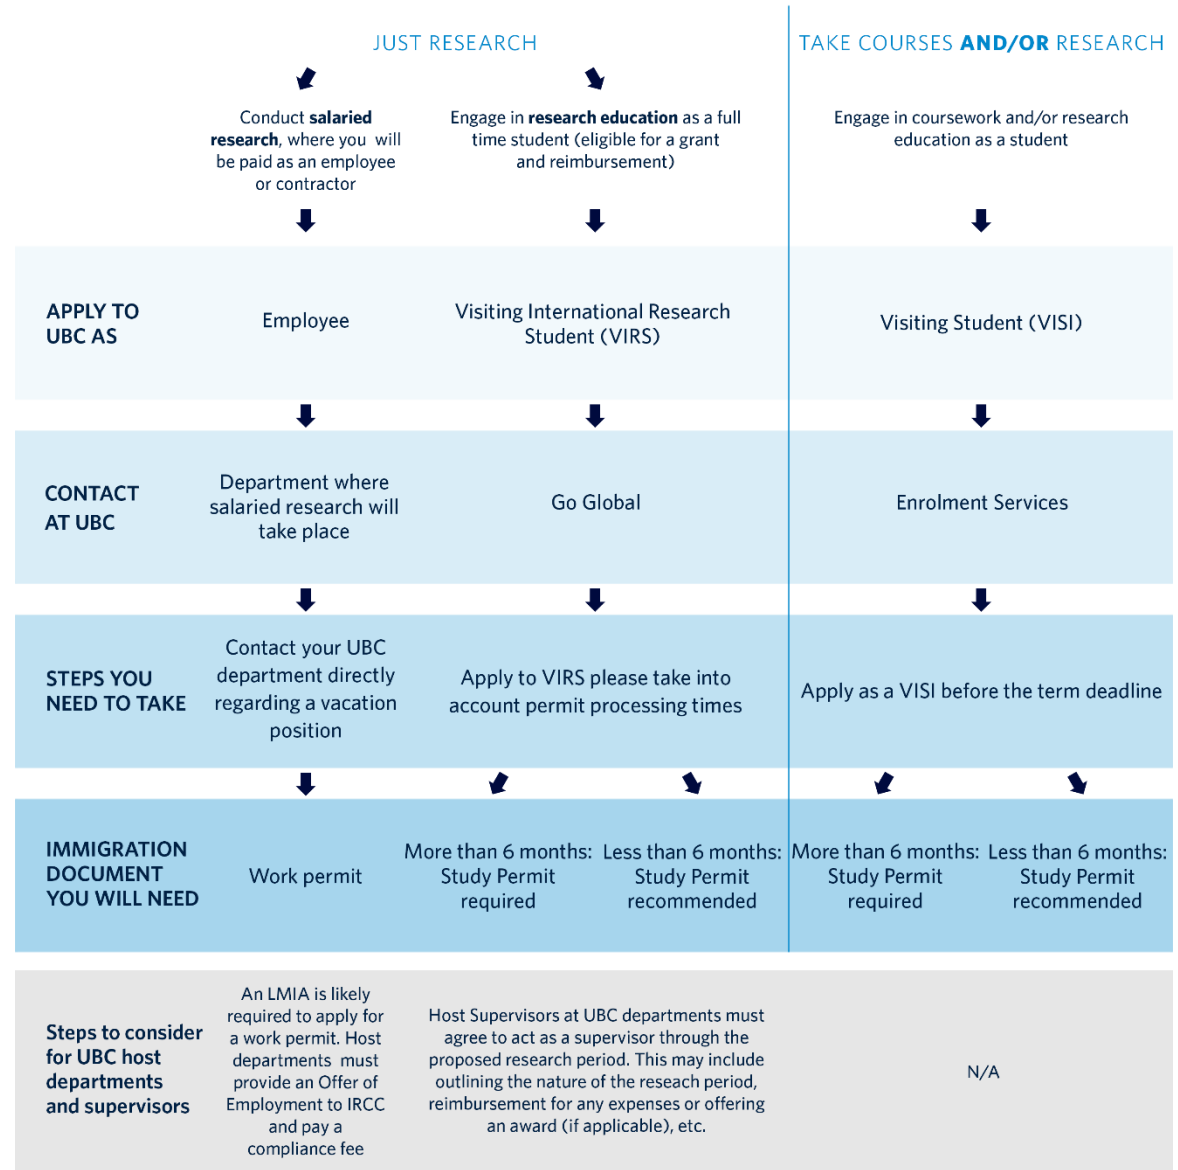 JUST RESEARCH
TAKE COURSES AND/OR RESEARCH
Conduct salaried
research, where you will
be paid as an employee
or contractor
Engage in research education as a full
time student (eligible for a grant
and reimbursement)
Engage in coursework and/or research
education as a student
APPLY TO
UBC AS
Employee
Visiting International Research
Student (VIRS)
Visiting Student (VISI)
CONTACT
AT UBC
Department where
salaried research will
take place
Go Global
Enrolment Services
STEPS YOU
NEED TO TAKE
Contact your UBC
department directly
regarding a vacation
position
Apply to VIRS please take into
account permit processing times
Apply as a VISI before the term deadline
IMMIGRATION
DOCUMENT
YOU WILL NEED
Work permit
More than 6 months:
Study Permit
required
Less than 6 months:
Study Permit
recommended
More than 6 months:
Study Permit
required
Less than 6 months:
Study Permit
recommended
Steps to consider
for UBC host
departments
and supervisors
An LMIA is likely
required to apply for
a work permit. Host
departments must
provide an Offer of
Employment to IRCC
and pay a
compliance fee
Host Supervisors at UBC departments must
agree to act as a supervisor through the
proposed research period. This may include
outlining the nature of the reseach period,
reimbursement for any expenses or offering
an award (if applicable), etc.
N/A